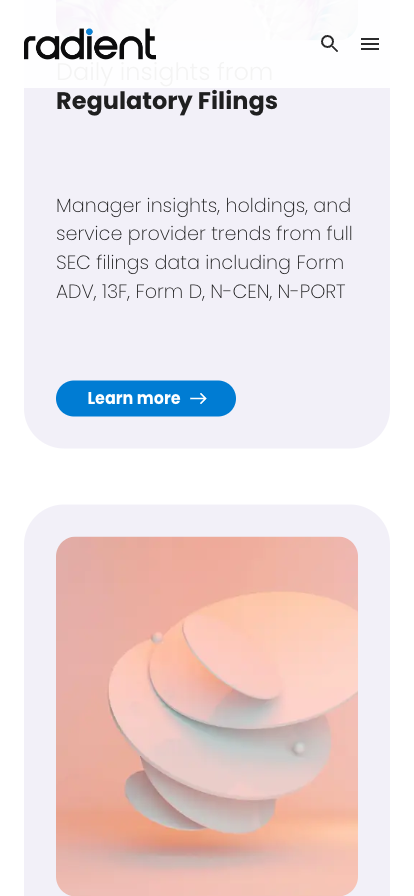 radient
Daily insights from
Regulatory Filings
Manager insights, holdings, and
service provider trends from full
SEC filings data including Form
ADV, 13F, Form D, N-CEN, N-PORT
Learn more